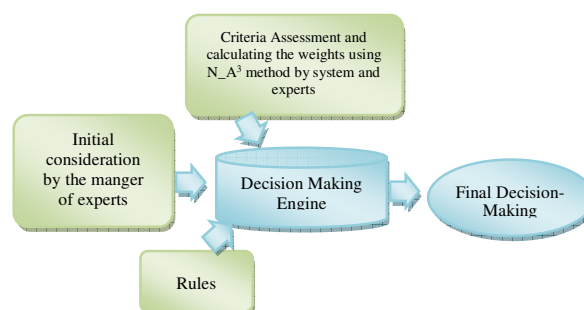 Criteria Assessment and
calculating the weights using
N_A³ method by system and
experts
Initial
consideration
by the manger
of experts
Decision Making
Engine
Final Decision-
Making
Rules